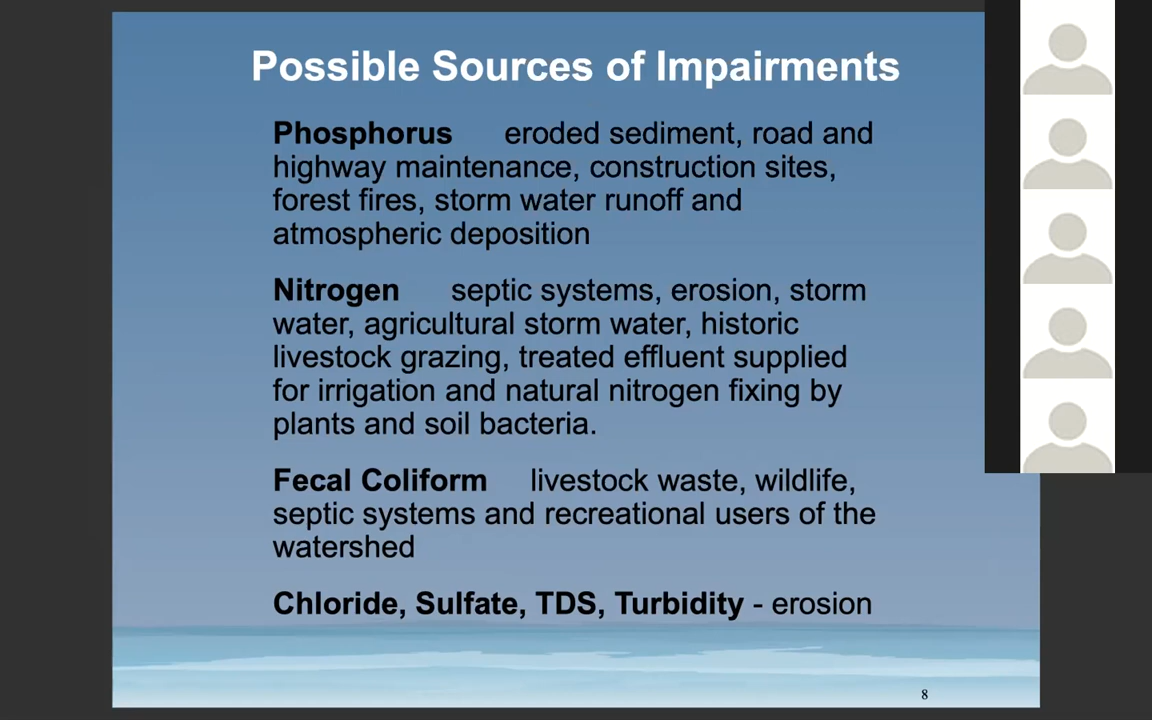 Possible Sources of Impairments
Phosphorus eroded sediment, road and
highway maintenance, construction sites,
forest fires, storm water runoff and
atmospheric deposition
Nitrogen septic systems, erosion, storm
water, agricultural storm water, historic
livestock grazing, treated effluent supplied
for irrigation and natural nitrogen fixing by
plants and soil bacteria.
Fecal Coliform livestock waste, wildlife,
septic systems and recreational users of the
watershed
Chloride, Sulfate, TDS, Turbidity - erosion
8